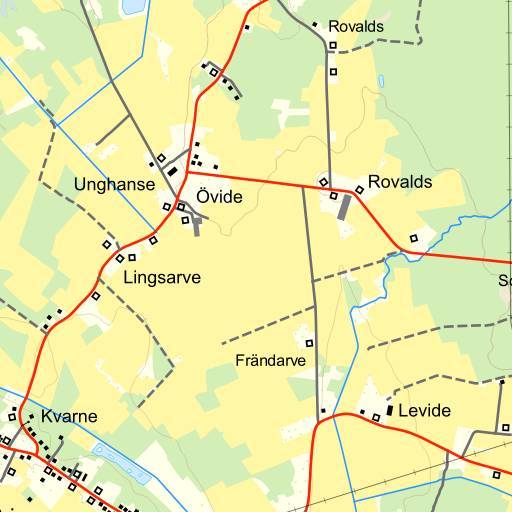 Rovalds
Unghanse
Övide
Rovalds
Lingsarve
Frändarve
Levide
Kvarne